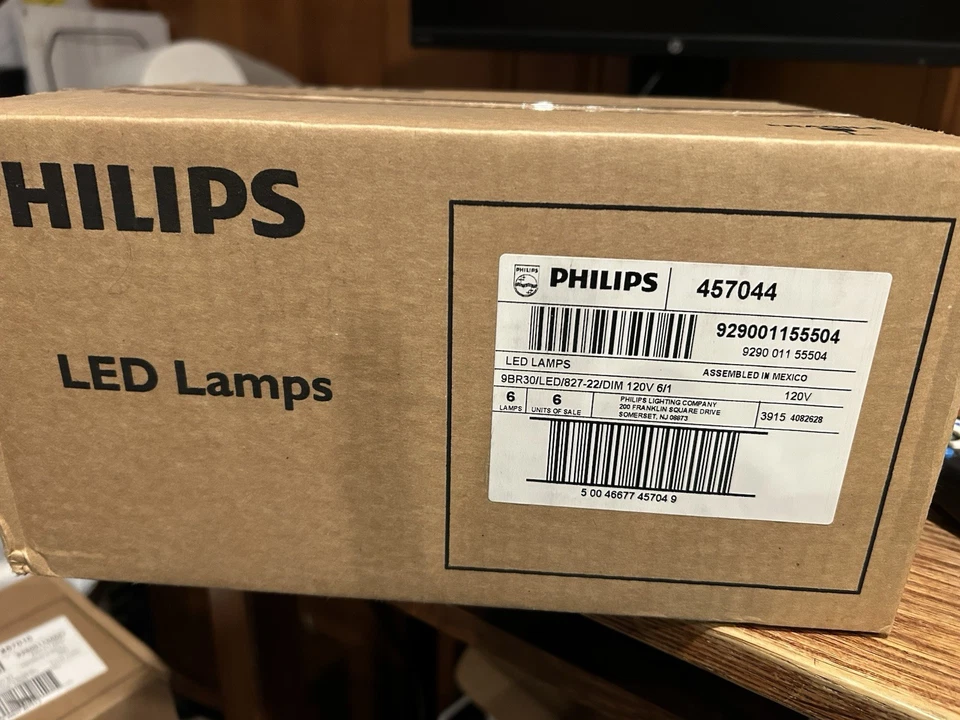 HILIPS
LED Lamps
PHILIPS
PHILIPS
457044
929001155504
9290 011 55504
LED LAMPS
ASSEMBLED IN MEXICO
9BR30/LED/827-22/DIM 120V 6/1
120V
6
LAMPS
6
UNITS OF SALE
PHILIPS LIGHTING COMPANY
200 FRANKLIN SQUARE DRIVE
SOMERSET, NJ 08873
3915 4082628
5 00 46677 45704 9